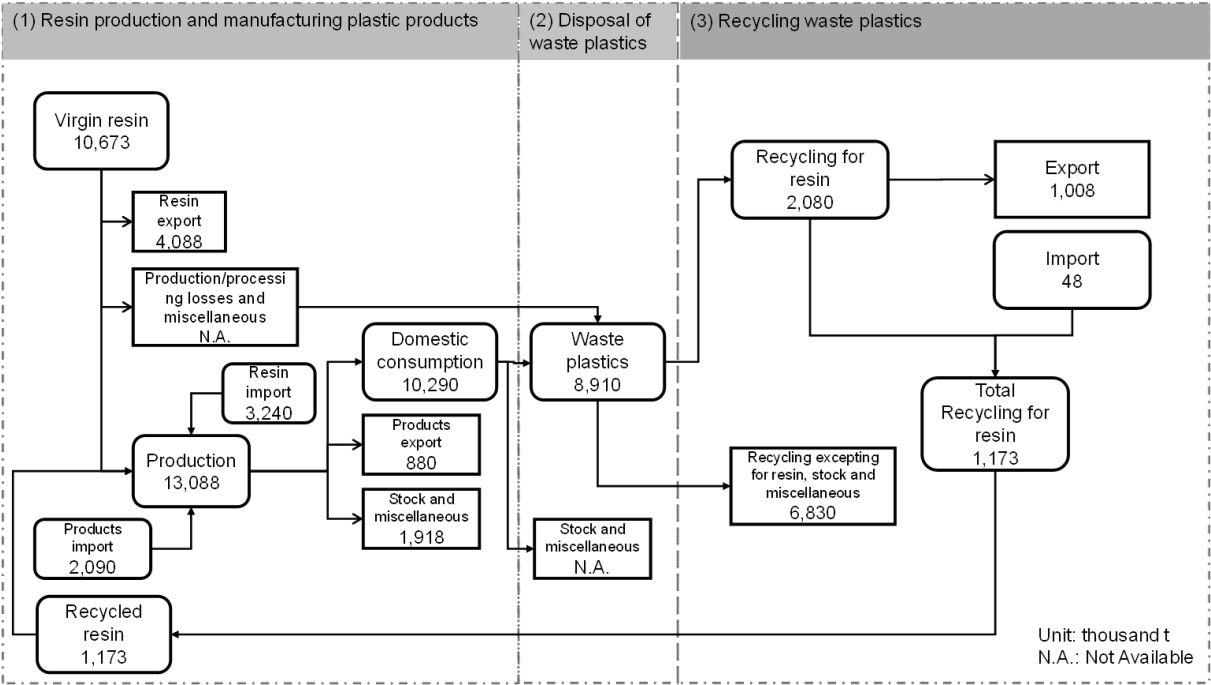 (1) Resin production and manufacturing plastic products
(2) Disposal of
waste plastics
(3) Recycling waste plastics
Virgin resin
10,673
Resin
export
4,088
Production/processi
ng losses and
miscellaneous
N.A.
Resin
import
3,240
Production
13,088
Products
import
2,090
Recycled
resin
1,173
Domestic
consumption
10,290
Products
export
880
Stock and
miscellaneous
1,918
Waste
plastics
8,910
Stock and
miscellaneous
N.A.
Recycling for
resin
2,080
Export
1,008
Import
48
Total
Recycling for
resin
1,173
Recycling excepting
for resin, stock and
miscellaneous
6,830
Unit: thousand t
N.A.: Not Available